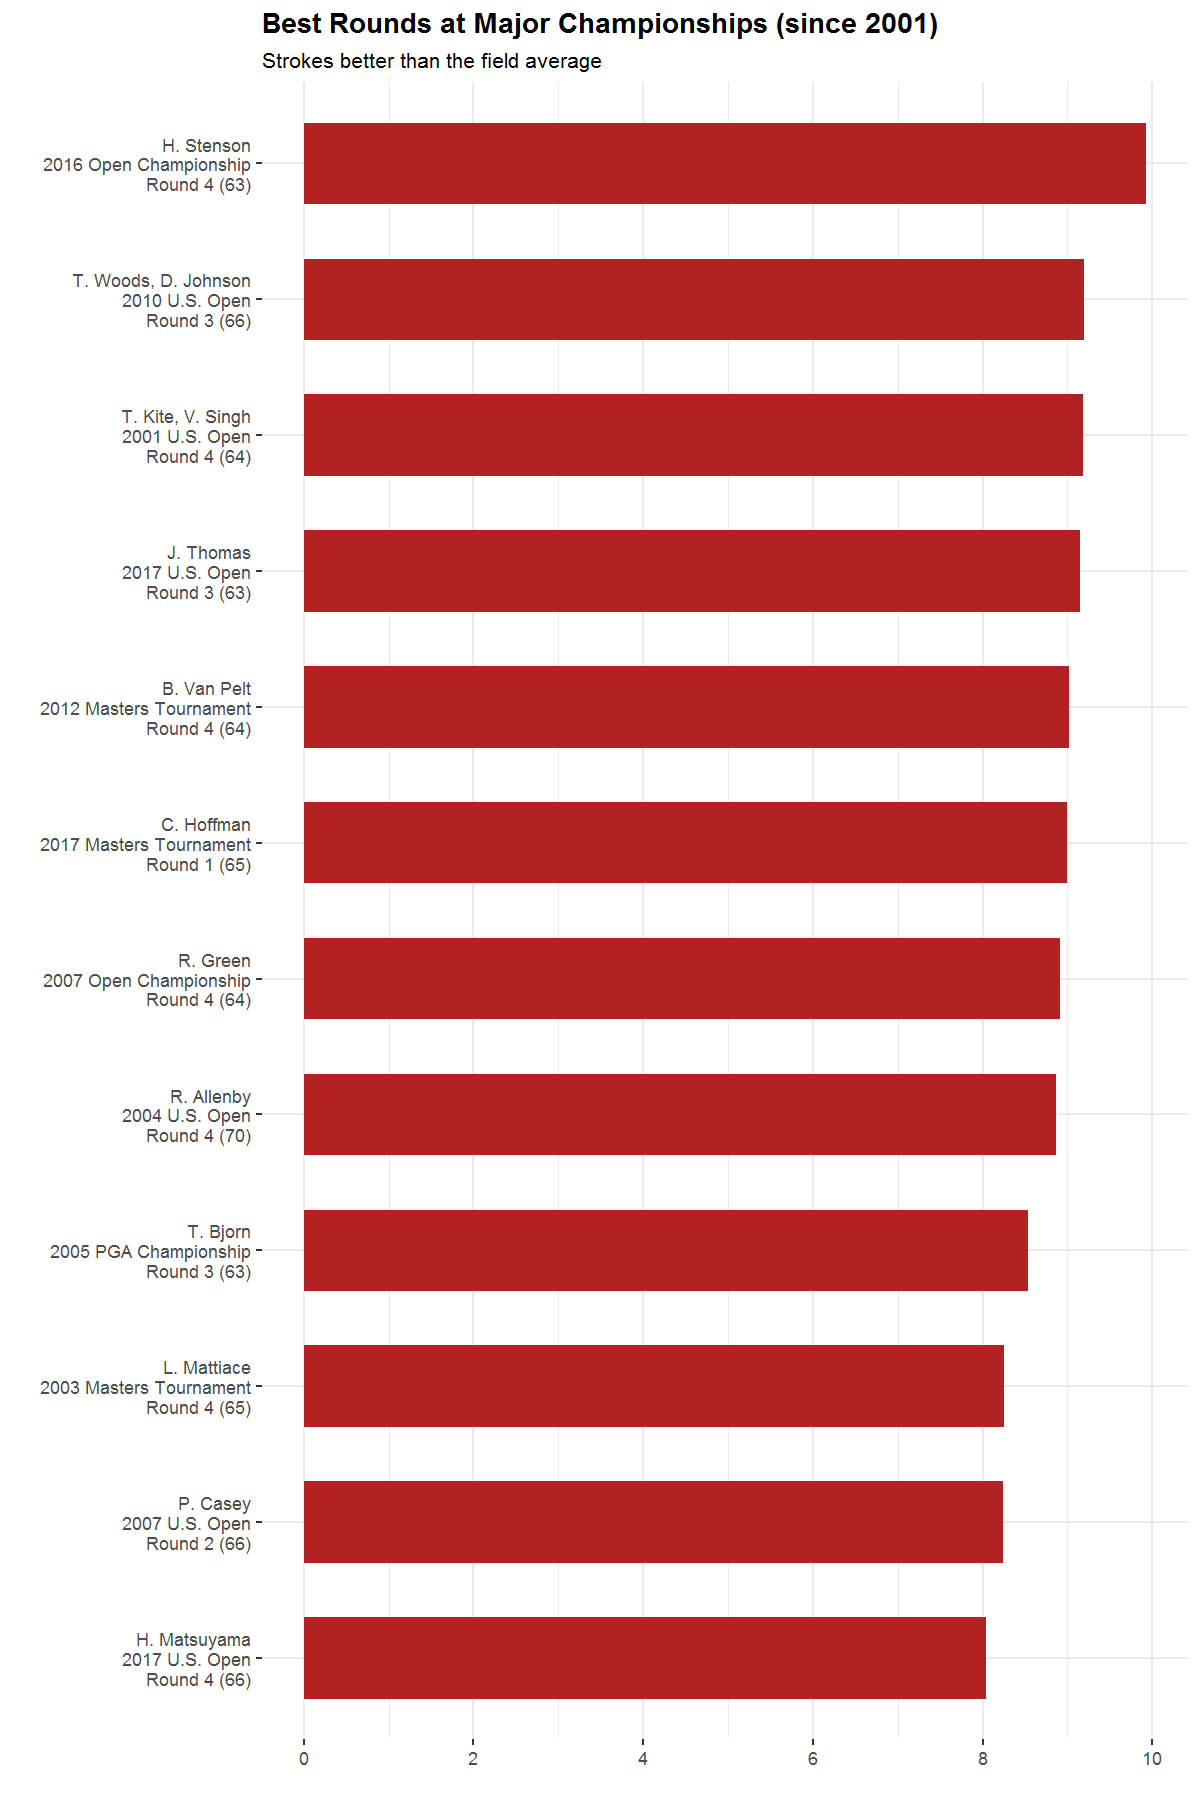 Best Rounds at Major Championships (since 2001)
Strokes better than the field average
H. Stenson
2016 Open Championship
Round 4 (63)
T. Woods, D. Johnson
2010 U.S. Open
Round 3 (66)
T. Kite, V. Singh
2001 U.S. Open
Round 4 (64)
J. Thomas
2017 U.S. Open
Round 3 (63)
B. Van Pelt
2012 Masters Tournament
Round 4 (64)
C. Hoffman
2017 Masters Tournament
Round 1 (65)
R. Green
2007 Open Championship
Round 4 (64)
R. Allenby
2004 U.S. Open
Round 4 (70)
T. Bjorn
2005 PGA Championship
Round 3 (63)
L. Mattiace
2003 Masters Tournament
Round 4 (65)
P. Casey
2007 U.S. Open
Round 2 (66)
H. Matsuyama
2017 U.S. Open
Round 4 (66)
0 2 4 6 8 10